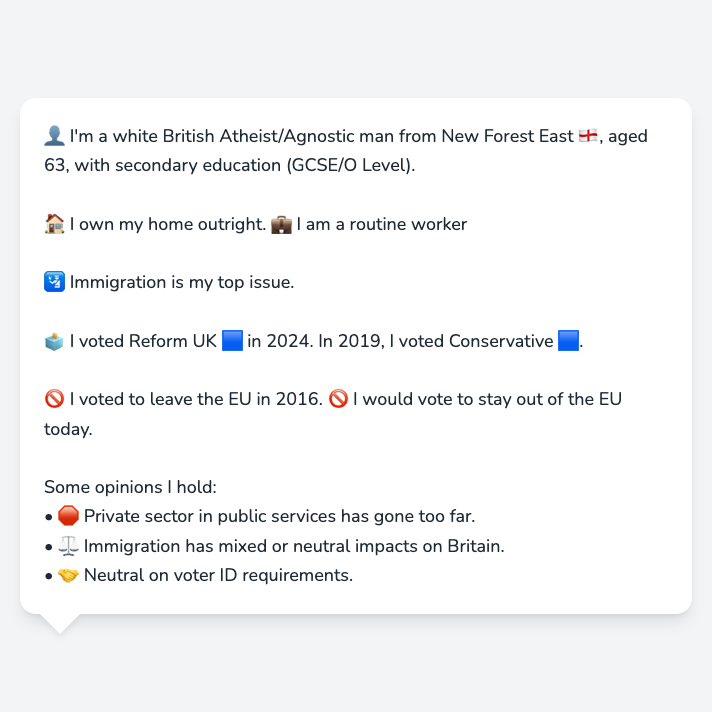 👤 I'm a white British Atheist/Agnostic man from New Forest East 🏴󠁧󠁢󠁥󠁮󠁧󠁿, aged
63, with secondary education (GCSE/O Level).
🏠 I own my home outright. 💼 I am a routine worker
🛂 Immigration is my top issue.
🗳️ I voted Reform UK 🟦 in 2024. In 2019, I voted Conservative 🟦.
🚫 I voted to leave the EU in 2016. 🚫 I would vote to stay out of the EU
today.
Some opinions I hold:
• 🛑 Private sector in public services has gone too far.
• ⚖️ Immigration has mixed or neutral impacts on Britain.
• 🤝 Neutral on voter ID requirements.